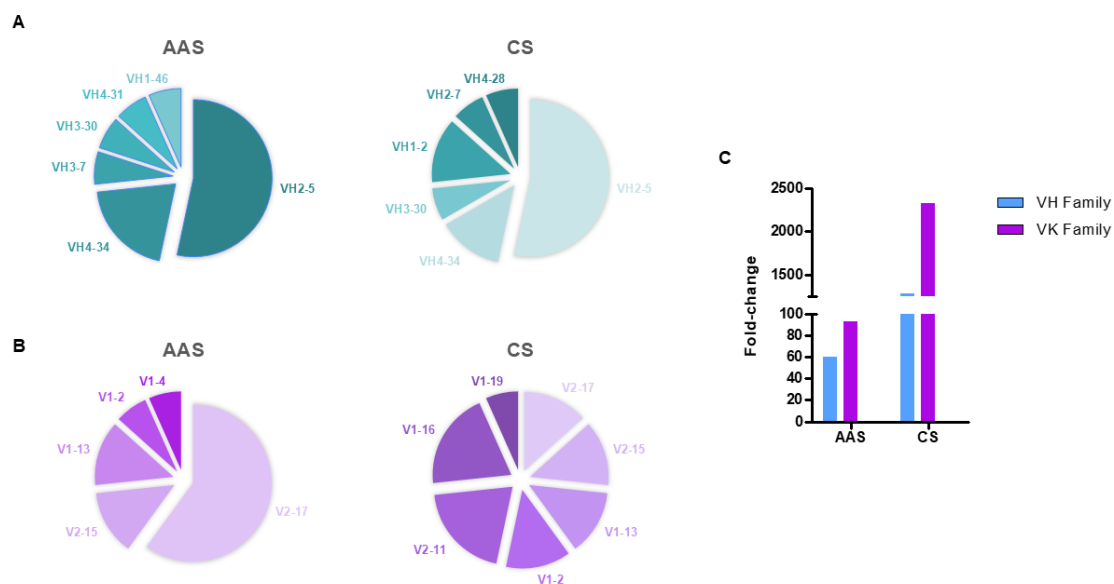 A
AAS
VH1-46
VH4-31
VH3-30
VH3-7
VH4-34
VH2-5
CS
VH4-28
VH2-7
VH1-2
VH3-30
VH4-34
VH2-5
B
AAS
V1-4
V1-2
V1-13
V2-15
V2-17
CS
V1-19
V1-16
V2-11
V1-2
V1-13
V2-15
V2-17
C
Fold-change
2500
2000
1500
100
80
60
40
20
0
AAS
CS
VH Family
VK Family